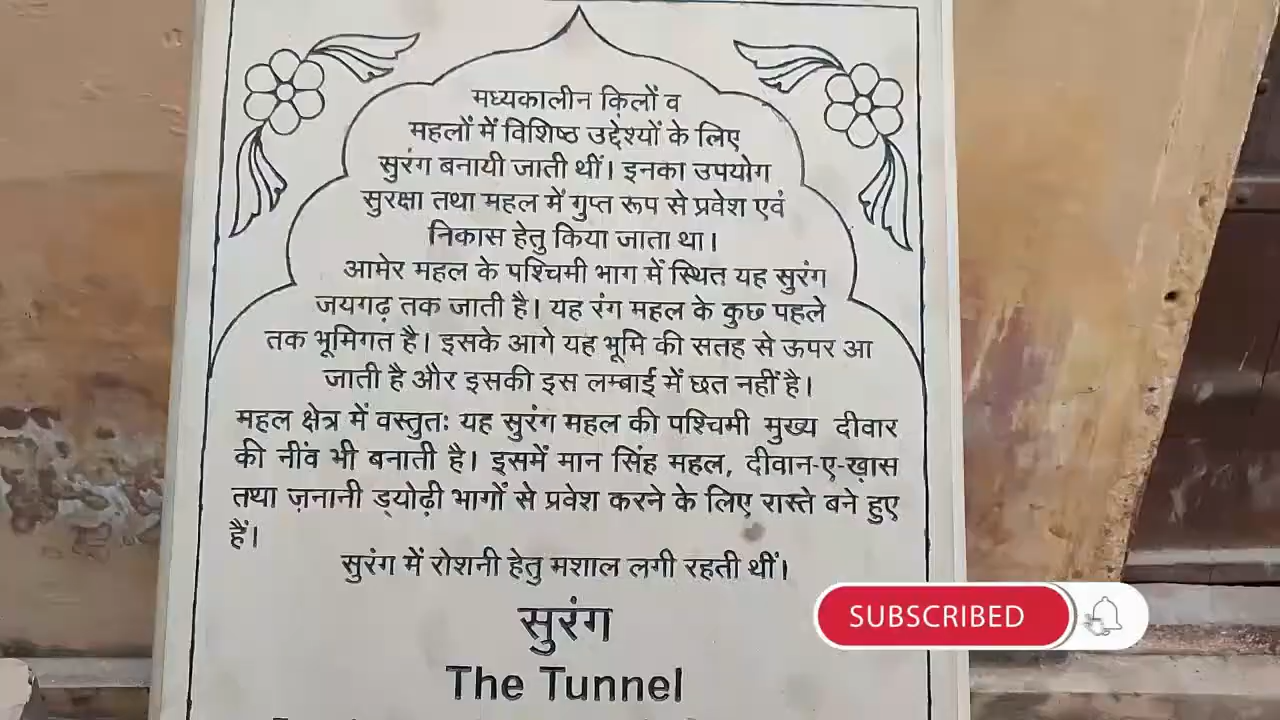 मध्यकालीन क़िलों व
महलों में विशिष्ठ उद्देश्यों के लिए
सुरंग बनायी जाती थीं। इनका उपयोग
सुरक्षा तथा महल में गुप्त रूप से प्रवेश एवं
निकास हेतु किया जाता था।
आमेर महल के पश्चिमी भाग में स्थित यह सुरंग
जयगढ़ तक जाती है। यह रंग महल के कुछ पहले
तक भूमिगत है। इसके आगे यह भूमि की सतह से ऊपर आ
जाती है और इसकी इस लम्बाई में छत नहीं है।
महल क्षेत्र में वस्तुतः यह सुरंग महल की पश्चिमी मुख्य दीवार
की नींव भी बनाती है। इसमें मान सिंह महल, दीवान-ए-ख़ास
तथा ज़नानी ड्योढ़ी भागों से प्रवेश करने के लिए रास्ते बने हुए
हैं।
सुरंग में रोशनी हेतु मशाल लगी रहती थीं।
SUBSCRIBED
सुरंग
The Tunnel